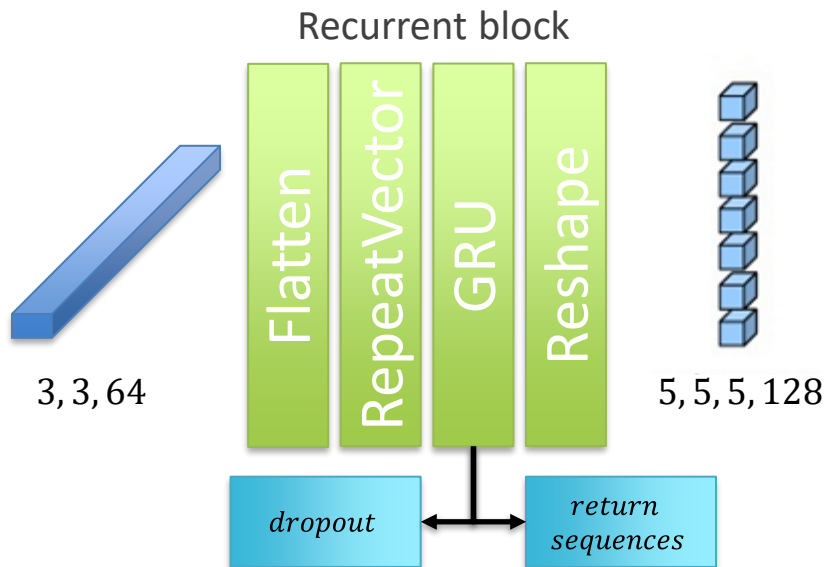 Recurrent block
Flatten
RepeatVector
GRU
Reshape
3, 3, 64
5, 5, 5, 128
dropout
return
sequences